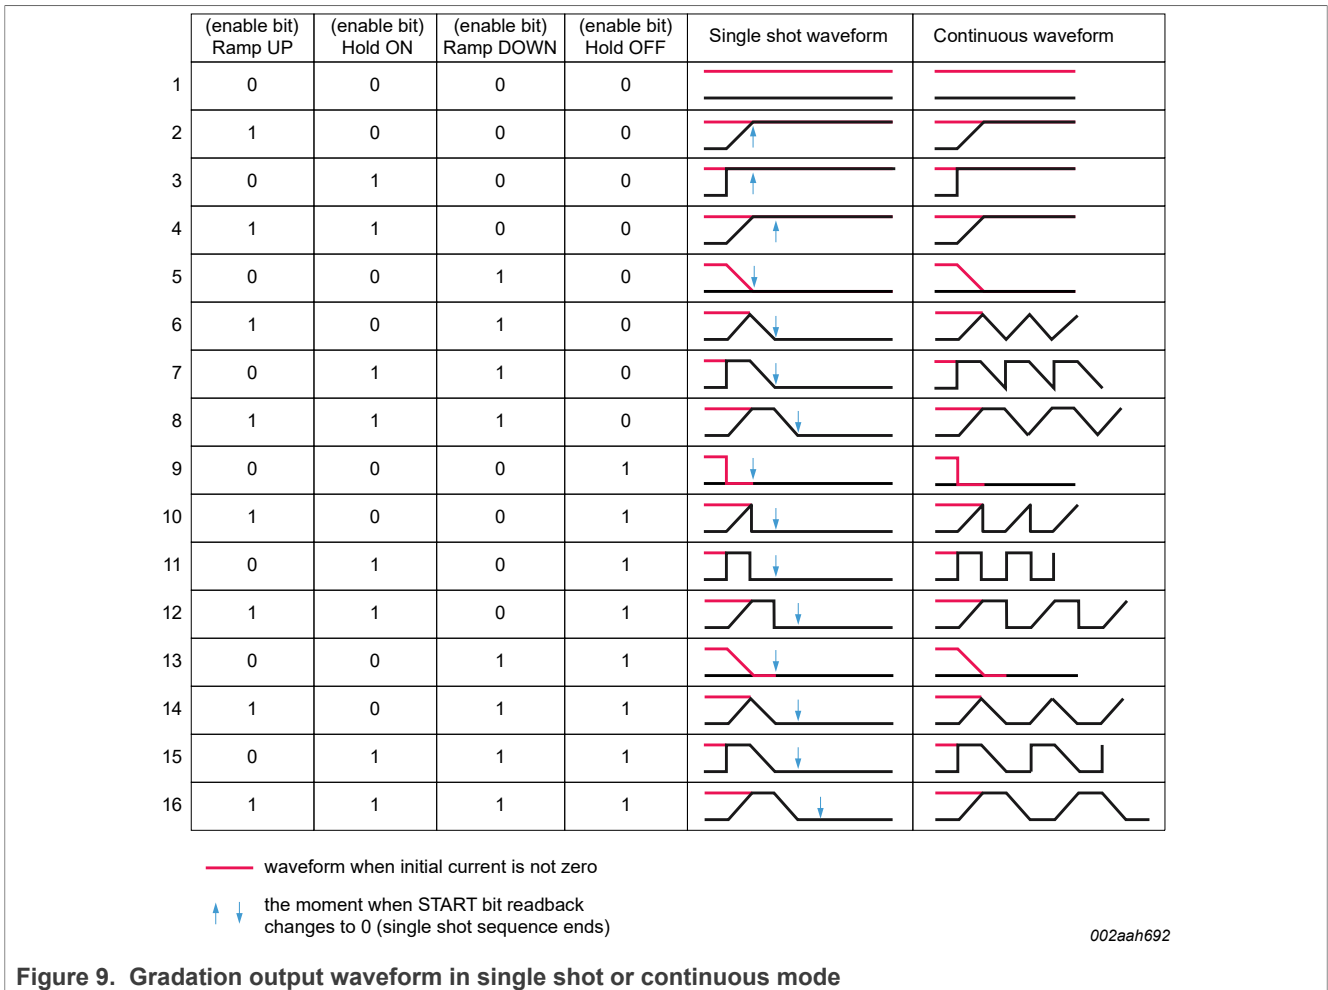 (enable bit) Ramp UP (enable bit) Hold ON (enable bit) Ramp DOWN (enable bit) Hold OFF Single shot waveform Continuous waveform
1 0 0 0 0
2 1 0 0 0
3 0 1 0 0
4 1 1 0 0
5 0 0 1 0
6 1 0 1 0
7 0 1 1 0
8 1 1 1 0
9 0 0 0 1
10 1 0 0 1
11 0 1 0 1
12 1 1 0 1
13 0 0 1 1
14 1 0 1 1
15 0 1 1 1
16 1 1 1 1
waveform when initial current is not zero
the moment when START bit readback
changes to 0 (single shot sequence ends)
002aah692
Figure 9. Gradation output waveform in single shot or continuous mode